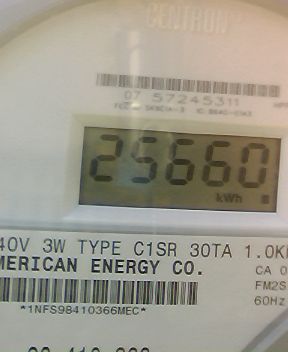 CENTRON
07 57245311
25660
kWh
40V 3W TYPE C1SR 30TA 1.0K
MERICAN ENERGY CO.
CA 0
FM2S
60Hz
*1NFS98410366MEC*